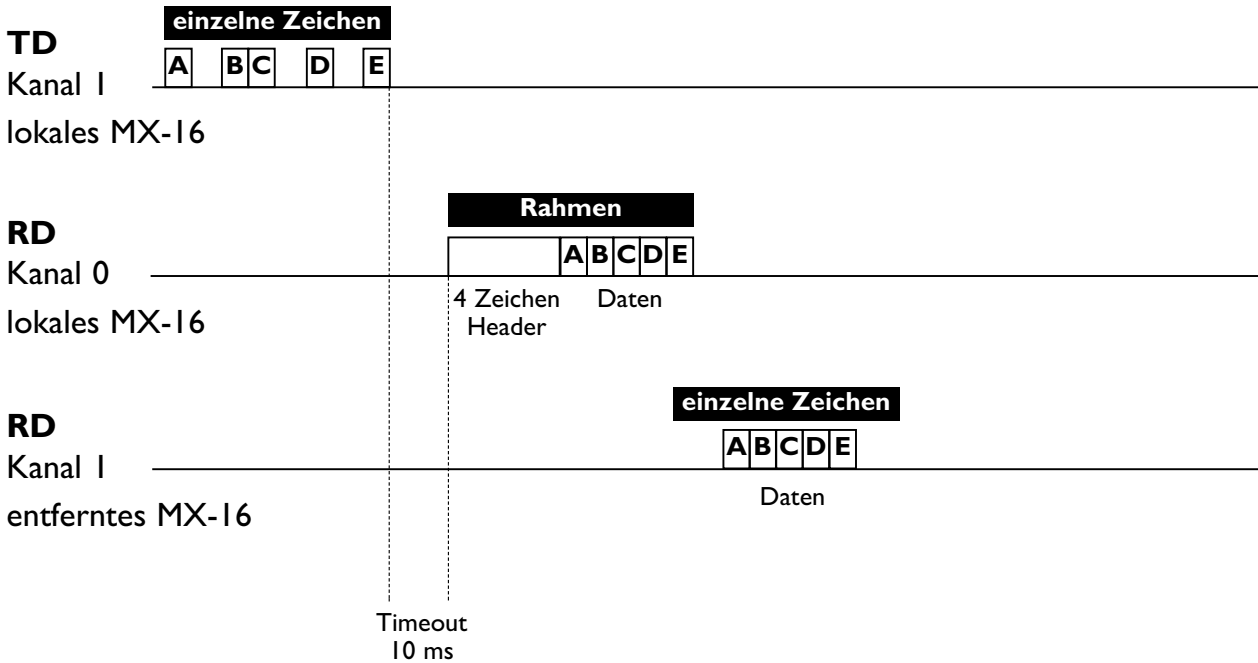 einzelne Zeichen
TD
A B C D E
Kanal 1
lokales MX-16
Rahmen
RD
A B C D E
Kanal 0
4 Zeichen Daten
Header
lokales MX-16
einzelne Zeichen
RD
A B C D E
Kanal 1
Daten
entferntes MX-16
Timeout
10 ms